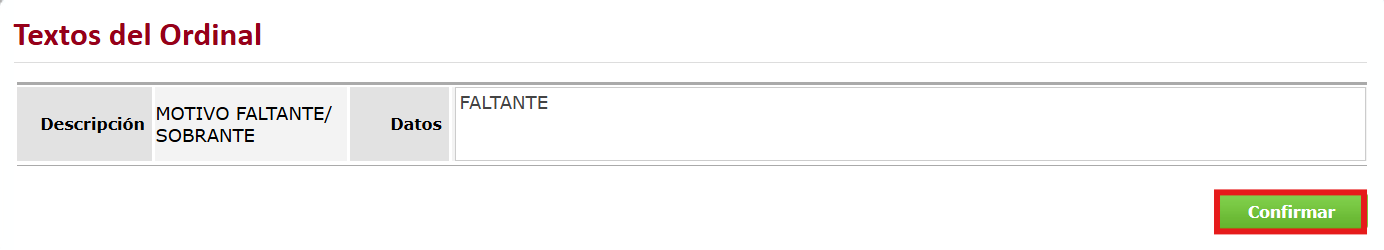 Textos del Ordinal
Descripción
MOTIVO FALTANTE/
SOBRANTE
Datos
FALTANTE
Confirmar